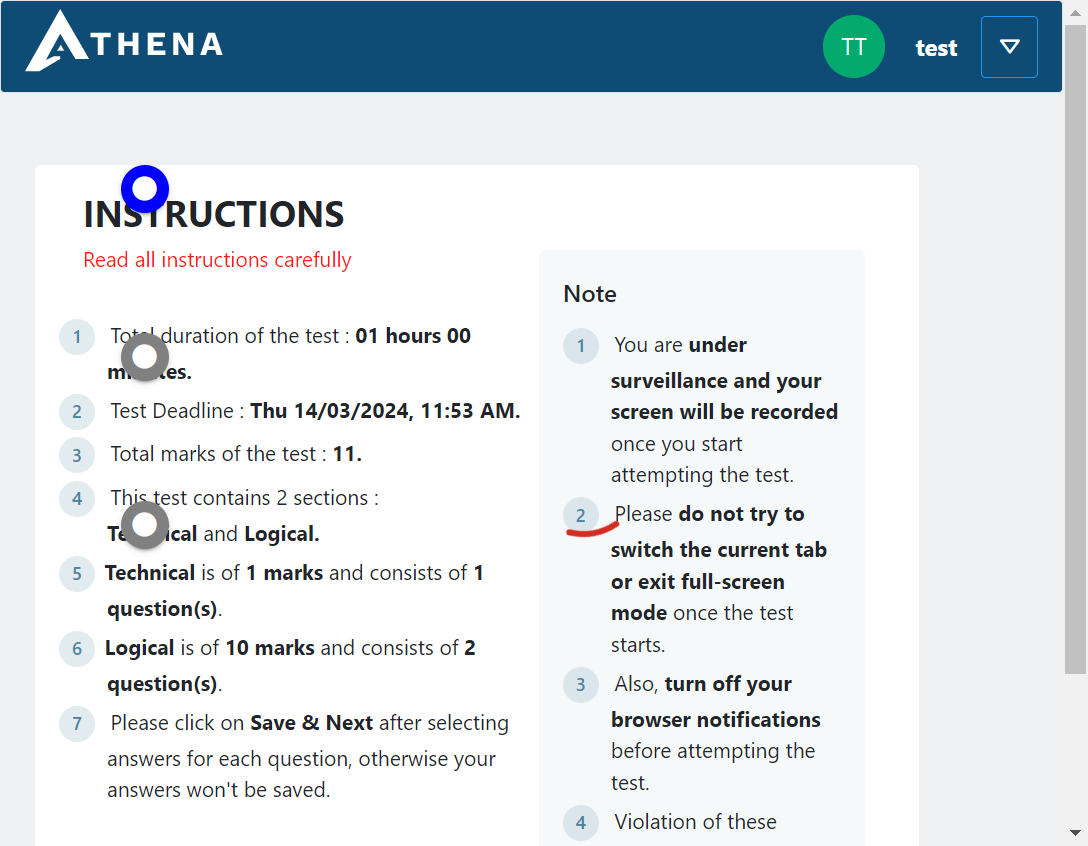 ATHENA
TT
test
INSTRUCTIONS
Read all instructions carefully
1 Total duration of the test : 01 hours 00
minutes.
2 Test Deadline : Thu 14/03/2024, 11:53 AM.
3 Total marks of the test : 11.
4 This test contains 2 sections :
Technical and Logical.
5 Technical is of 1 marks and consists of 1
question(s).
6 Logical is of 10 marks and consists of 2
question(s).
7 Please click on Save & Next after selecting
answers for each question, otherwise your
answers won't be saved.
Note
1 You are under
surveillance and your
screen will be recorded
once you start
attempting the test.
2 Please do not try to
switch the current tab
or exit full-screen
mode once the test
starts.
3 Also, turn off your
browser notifications
before attempting the
test.
4 Violation of these